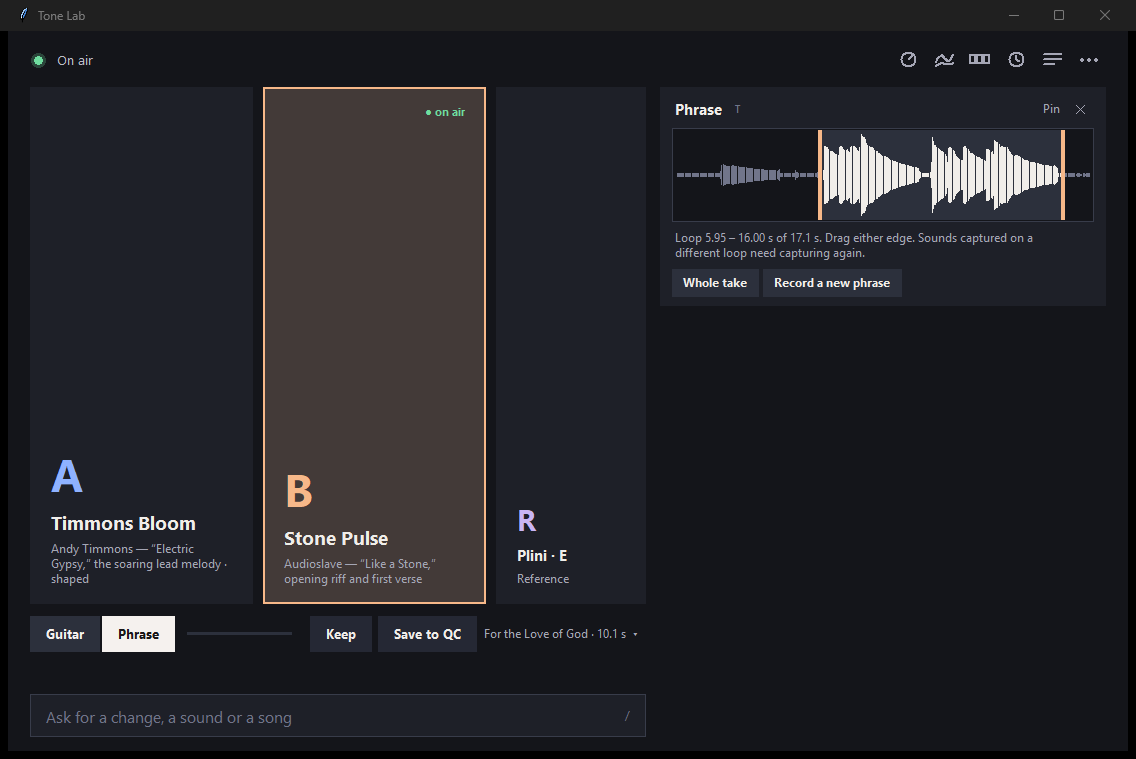 Tone Lab
On air
Phrase T Pin
• on air
Loop 5.95 – 16.00 s of 17.1 s. Drag either edge. Sounds captured on a
different loop need capturing again.
Whole take Record a new phrase
A
Timmons Bloom
Andy Timmons — “Electric
Gypsy,” the soaring lead melody ·
shaped
B
Stone Pulse
Audioslave — “Like a Stone,”
opening riff and first verse
R
Plini · E
Reference
Guitar Phrase Keep Save to QC For the Love of God · 10.1 s
Ask for a change, a sound or a song /